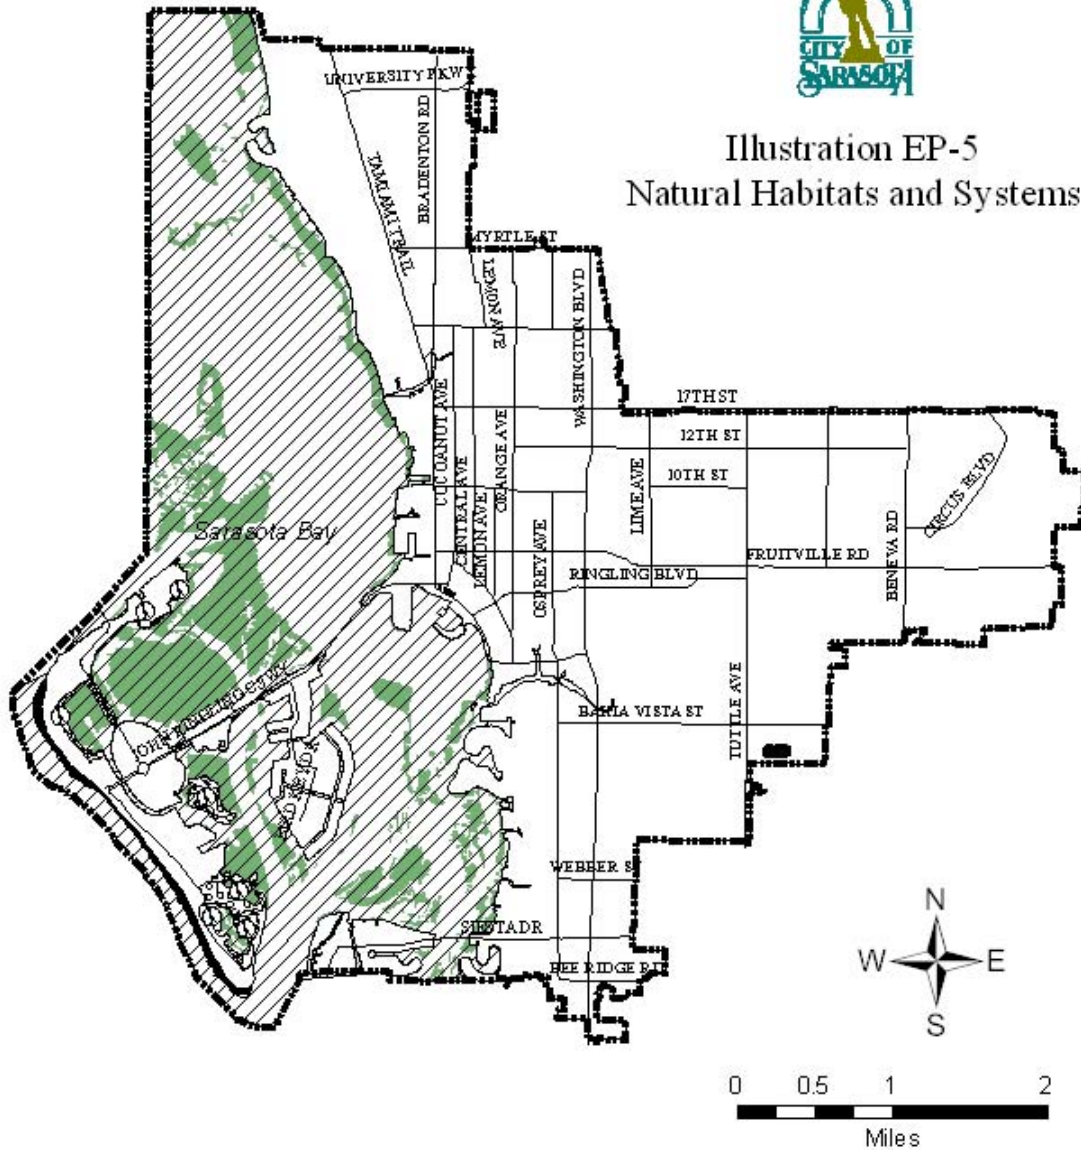 CITY OF
SARASOTA
Illustration EP-5
Natural Habitats and Systems
UNIVERSITY PKW
BRADENTON RD
TAMIAMI TRAIL
MYRTLE ST
LEMON AVE
WASHINGTON BLVD
17TH ST
COCOANUT AVE
ORANGE AVE
12TH ST
CENTRAL AVE
LEMON AVE
LIME AVE
10TH ST
CIRCUS BLVD
Sarasota Bay
OSPREY AVE
BENEVA RD
FRUITVILLE RD
RINGLING BLVD
TUTTLE AVE
BAHIA VISTA ST
WEBBER S
SIESTA DR
BEE RIDGE RD
N
W E
S
0 0.5 1 2
Miles